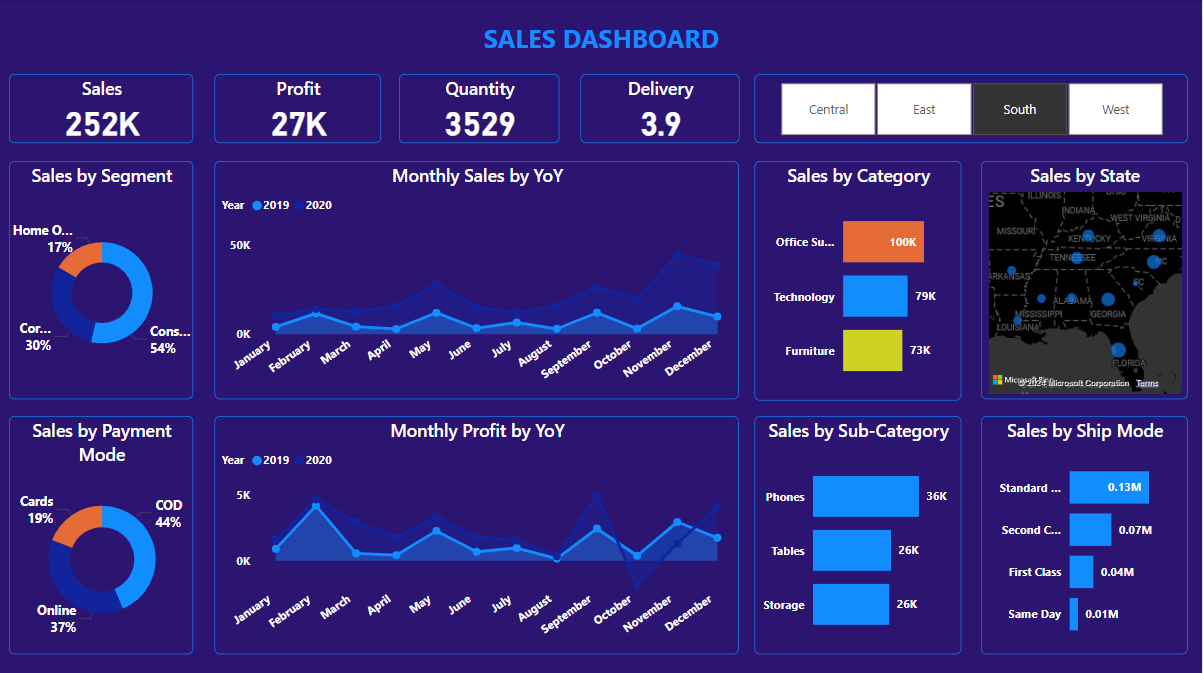 SALES DASHBOARD
Sales
252K
Profit
27K
Quantity
3529
Delivery
3.9
Central
East
South
West
Sales by Segment
Home O...
17%
Cor...
30%
Cons...
54%
Monthly Sales by YoY
Year 2019 2020
50K
0K
January
February
March
April
May
June
July
August
September
October
November
December
Sales by Category
Office Su...
100K
Technology
79K
Furniture
73K
Sales by State
ES
ILLINOIS
OHIO
INDIANA
WEST VIRGINIA
MISSOURI
KENTUCKY
VIRGINIA
TENNESSEE
NC
ARKANSAS
SC
ALABAMA
MISSISSIPPI
GEORGIA
LOUISIANA
FLORIDA
Microsoft Bing
© 2024 Microsoft Corporation
Terms
Sales by Payment
Mode
Cards
19%
COD
44%
Online
37%
Monthly Profit by YoY
Year 2019 2020
5K
0K
January
February
March
April
May
June
July
August
September
October
November
December
Sales by Sub-Category
Phones
36K
Tables
26K
Storage
26K
Sales by Ship Mode
Standard ...
0.13M
Second C...
0.07M
First Class
0.04M
Same Day
0.01M